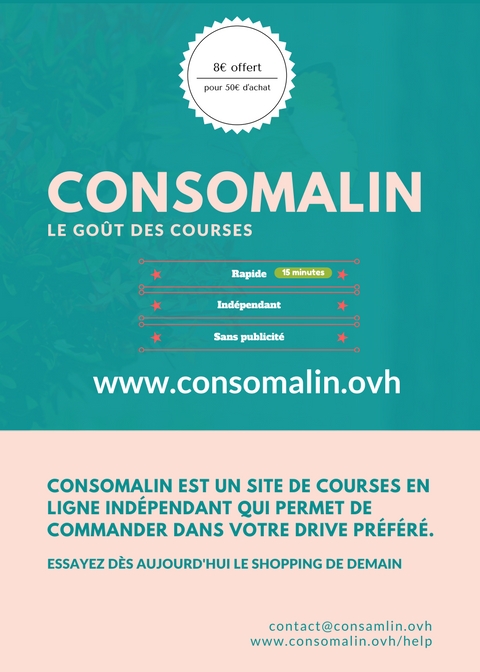 8€ offert
pour 50€ d'achat
CONSOMALIN
LE GOÛT DES COURSES
Rapide 15 minutes
Indépendant
Sans publicité
www.consomalin.ovh
CONSOMALIN EST UN SITE DE COURSES EN
LIGNE INDÉPENDANT QUI PERMET DE
COMMANDER DANS VOTRE DRIVE PRÉFÉRÉ.
ESSAYEZ DÈS AUJOURD'HUI LE SHOPPING DE DEMAIN
contact@consamlin.ovh
www.consomalin.ovh/help